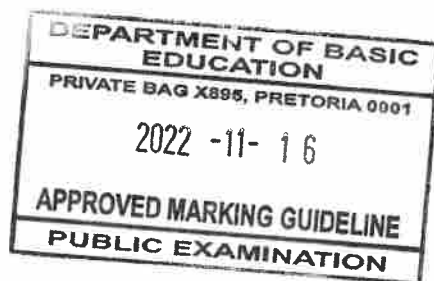 DEPARTMENT OF BASIC
EDUCATION
PRIVATE BAG X895, PRETORIA 0001
2022 -11- 16
APPROVED MARKING GUIDELINE
PUBLIC EXAMINATION